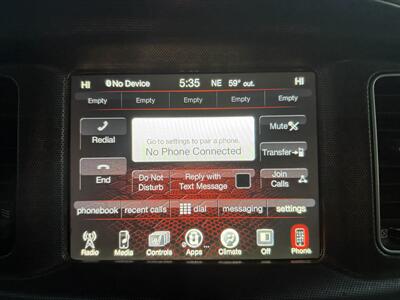 HI No Device 5:35 NE 59° out. HI
Empty Empty Empty Empty Empty
Redial
Go to settings to pair a phone.
No Phone Connected
Mute
Transfer
End
Do Not
Disturb
Reply with
Text Message
Join
Calls
phonebook recent calls dial messaging settings
Radio Media Controls Apps Climate Off Phone